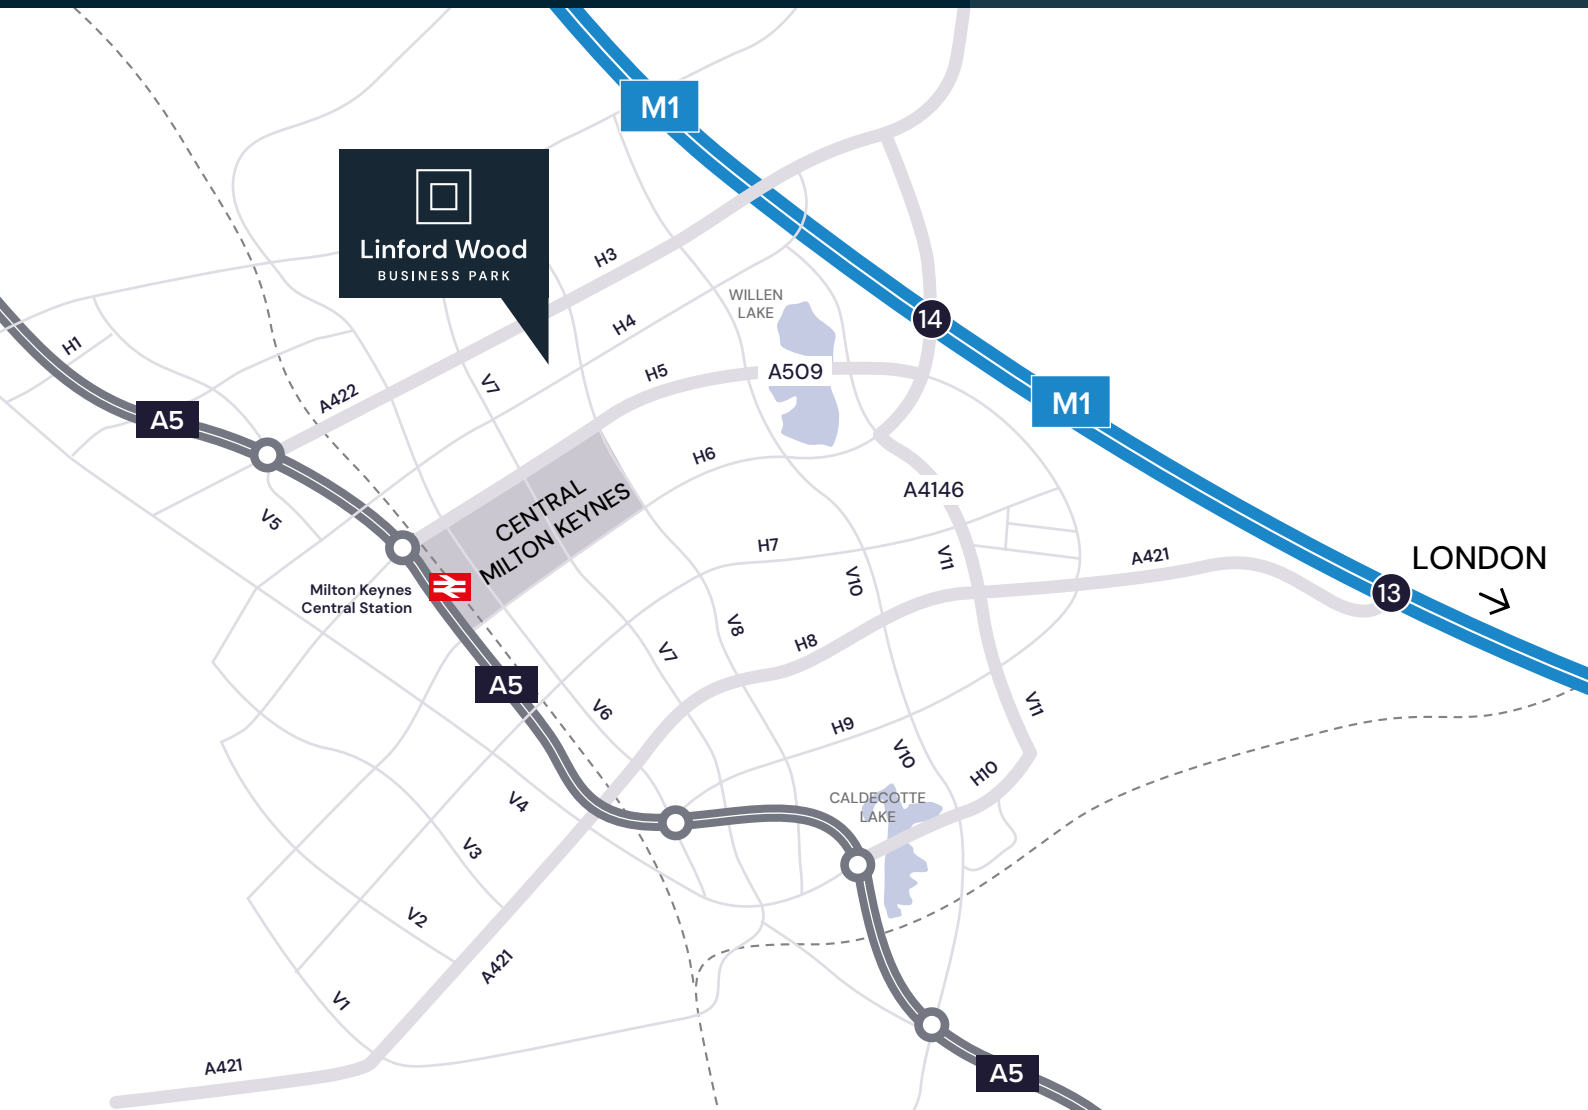 M1
Linford Wood
BUSINESS PARK
H3
WILLEN
LAKE
H4
14
H1
A422
V7
H5
A509
M1
A5
H6
CENTRAL
MILTON KEYNES
A4146
V5
H7
V10
V11
A421
LONDON
13
Milton Keynes
Central Station
V8
V7
H8
A5
V6
V11
H9
V10
H10
CALDECOTTE
LAKE
V4
V3
V2
A421
V1
A421
A5